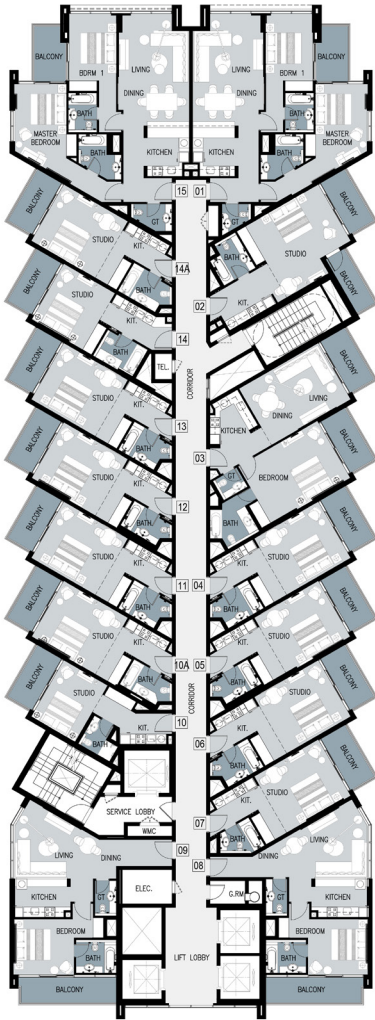 BALCONY
BDRM 1
LIVING
LIVING
BDRM 1
BALCONY
DINING
DINING
BATH
BATH
MASTER
BEDROOM
MASTER
BEDROOM
BATH
KITCHEN
KITCHEN
BATH
15
01
BALCONY
GT
GT
BALCONY
STUDIO
KIT.
BATH
STUDIO
14A
BATH
BALCONY
BALCONY
STUDIO
KIT.
02
KIT.
14
BATH
TEL.
CORRIDOR
BALCONY
STUDIO
KIT.
BALCONY
LIVING
DINING
KITCHEN
13
BATH
BALCONY
STUDIO
KIT.
03
GT
BEDROOM
BALCONY
12
BATH
BATH
BALCONY
STUDIO
KIT.
KIT.
STUDIO
BALCONY
11
04
BATH
BATH
BALCONY
STUDIO
KIT.
KIT.
STUDIO
BALCONY
10A
05
BATH
BATH
BALCONY
STUDIO
CORRIDOR
KIT.
STUDIO
BALCONY
KIT.
10
BATH
06
BATH
STUDIO
BALCONY
KIT.
SERVICE LOBBY
WMC
07
BATH
LIVING
DINING
09
08
DINING
LIVING
ELEC.
G.RM
KITCHEN
GT
GT
KITCHEN
BEDROOM
BEDROOM
BATH
LIFT LOBBY
BATH
BALCONY
BALCONY